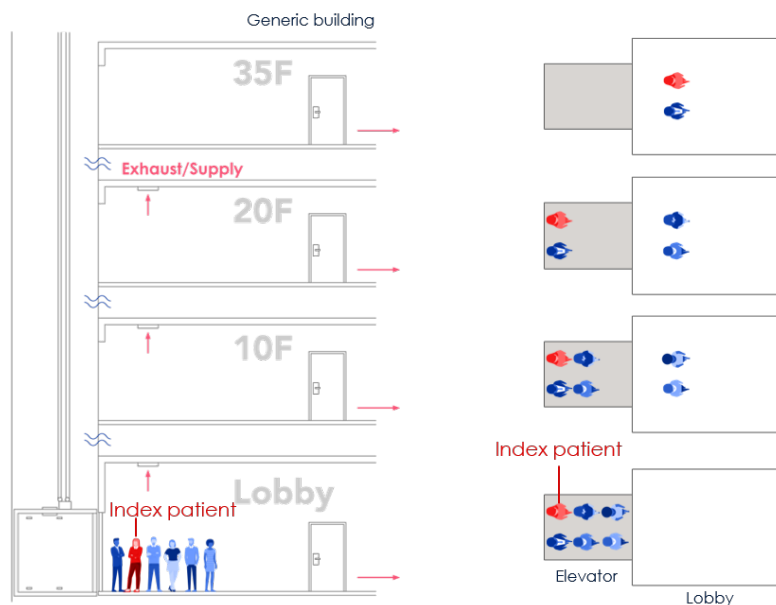 Generic building
35F
Exhaust/Supply
20F
10F
Index patient
Lobby
Index patient
Elevator
Lobby